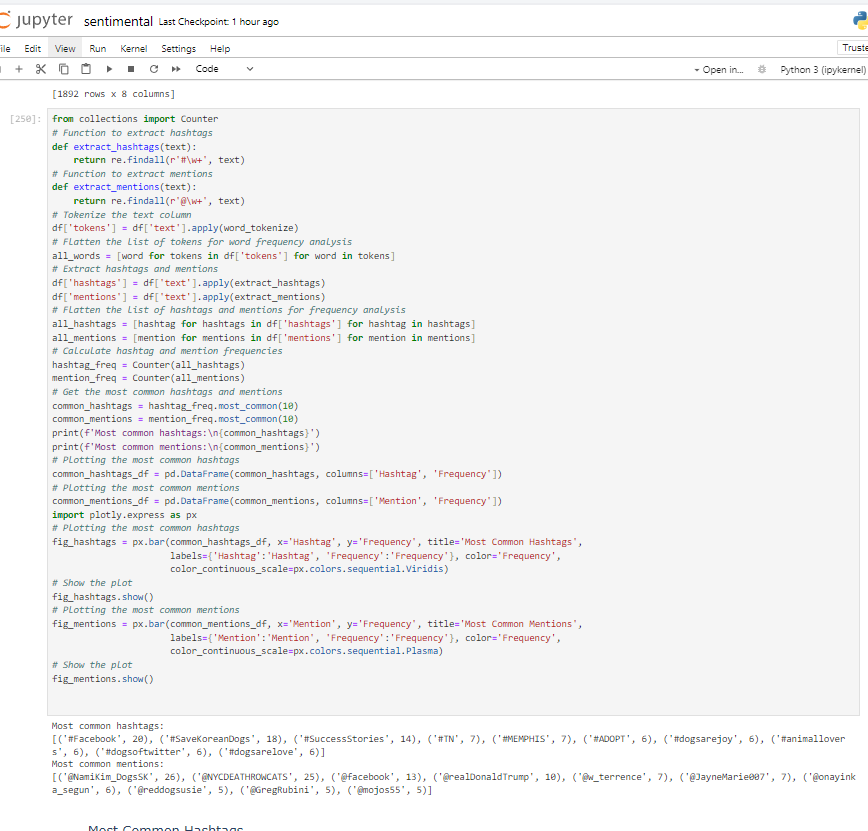 jupyter sentimental Last Checkpoint: 1 hour ago
ile Edit View Run Kernel Settings Help Truste
Code Open in... Python 3 (ipykernel)
[1892 rows x 8 columns]
[250]: from collections import Counter
# Function to extract hashtags
def extract_hashtags(text):
    return re.findall(r'#\w+', text)
# Function to extract mentions
def extract_mentions(text):
    return re.findall(r'@\w+', text)
# Tokenize the text column
df['tokens'] = df['text'].apply(word_tokenize)
# Flatten the list of tokens for word frequency analysis
all_words = [word for tokens in df['tokens'] for word in tokens]
# Extract hashtags and mentions
df['hashtags'] = df['text'].apply(extract_hashtags)
df['mentions'] = df['text'].apply(extract_mentions)
# Flatten the list of hashtags and mentions for frequency analysis
all_hashtags = [hashtag for hashtags in df['hashtags'] for hashtag in hashtags]
all_mentions = [mention for mentions in df['mentions'] for mention in mentions]
# Calculate hashtag and mention frequencies
hashtag_freq = Counter(all_hashtags)
mention_freq = Counter(all_mentions)
# Get the most common hashtags and mentions
common_hashtags = hashtag_freq.most_common(10)
common_mentions = mention_freq.most_common(10)
print(f'Most common hashtags:\n{common_hashtags}')
print(f'Most common mentions:\n{common_mentions}')
# Plotting the most common hashtags
common_hashtags_df = pd.DataFrame(common_hashtags, columns=['Hashtag', 'Frequency'])
# Plotting the most common mentions
common_mentions_df = pd.DataFrame(common_mentions, columns=['Mention', 'Frequency'])
import plotly.express as px
# Plotting the most common hashtags
fig_hashtags = px.bar(common_hashtags_df, x='Hashtag', y='Frequency', title='Most Common Hashtags',
                      labels={'Hashtag':'Hashtag', 'Frequency':'Frequency'}, color='Frequency',
                      color_continuous_scale=px.colors.sequential.Viridis)
# Show the plot
fig_hashtags.show()
# Plotting the most common mentions
fig_mentions = px.bar(common_mentions_df, x='Mention', y='Frequency', title='Most Common Mentions',
                      labels={'Mention':'Mention', 'Frequency':'Frequency'}, color='Frequency',
                      color_continuous_scale=px.colors.sequential.Plasma)
# Show the plot
fig_mentions.show()
Most common hashtags:
[('#Facebook', 20), ('#SaveKoreanDogs', 18), ('#SuccessStories', 14), ('#TN', 7), ('#MEMPHIS', 7), ('#ADOPT', 6), ('#dogsarejoy', 6), ('#animallover
s', 6), ('#dogsoftwitter', 6), ('#dogsarelove', 6)]
Most common mentions:
[('@NamiKim_DogsSK', 26), ('@NYCDEATHROWCATS', 25), ('@facebook', 13), ('@realDonaldTrump', 10), ('@w_terrence', 7), ('@JayneMarie007', 7), ('@onayink
a_segun', 6), ('@reddogsusie', 5), ('@GregRubini', 5), ('@mojos55', 5)]
Most Common Hashtags